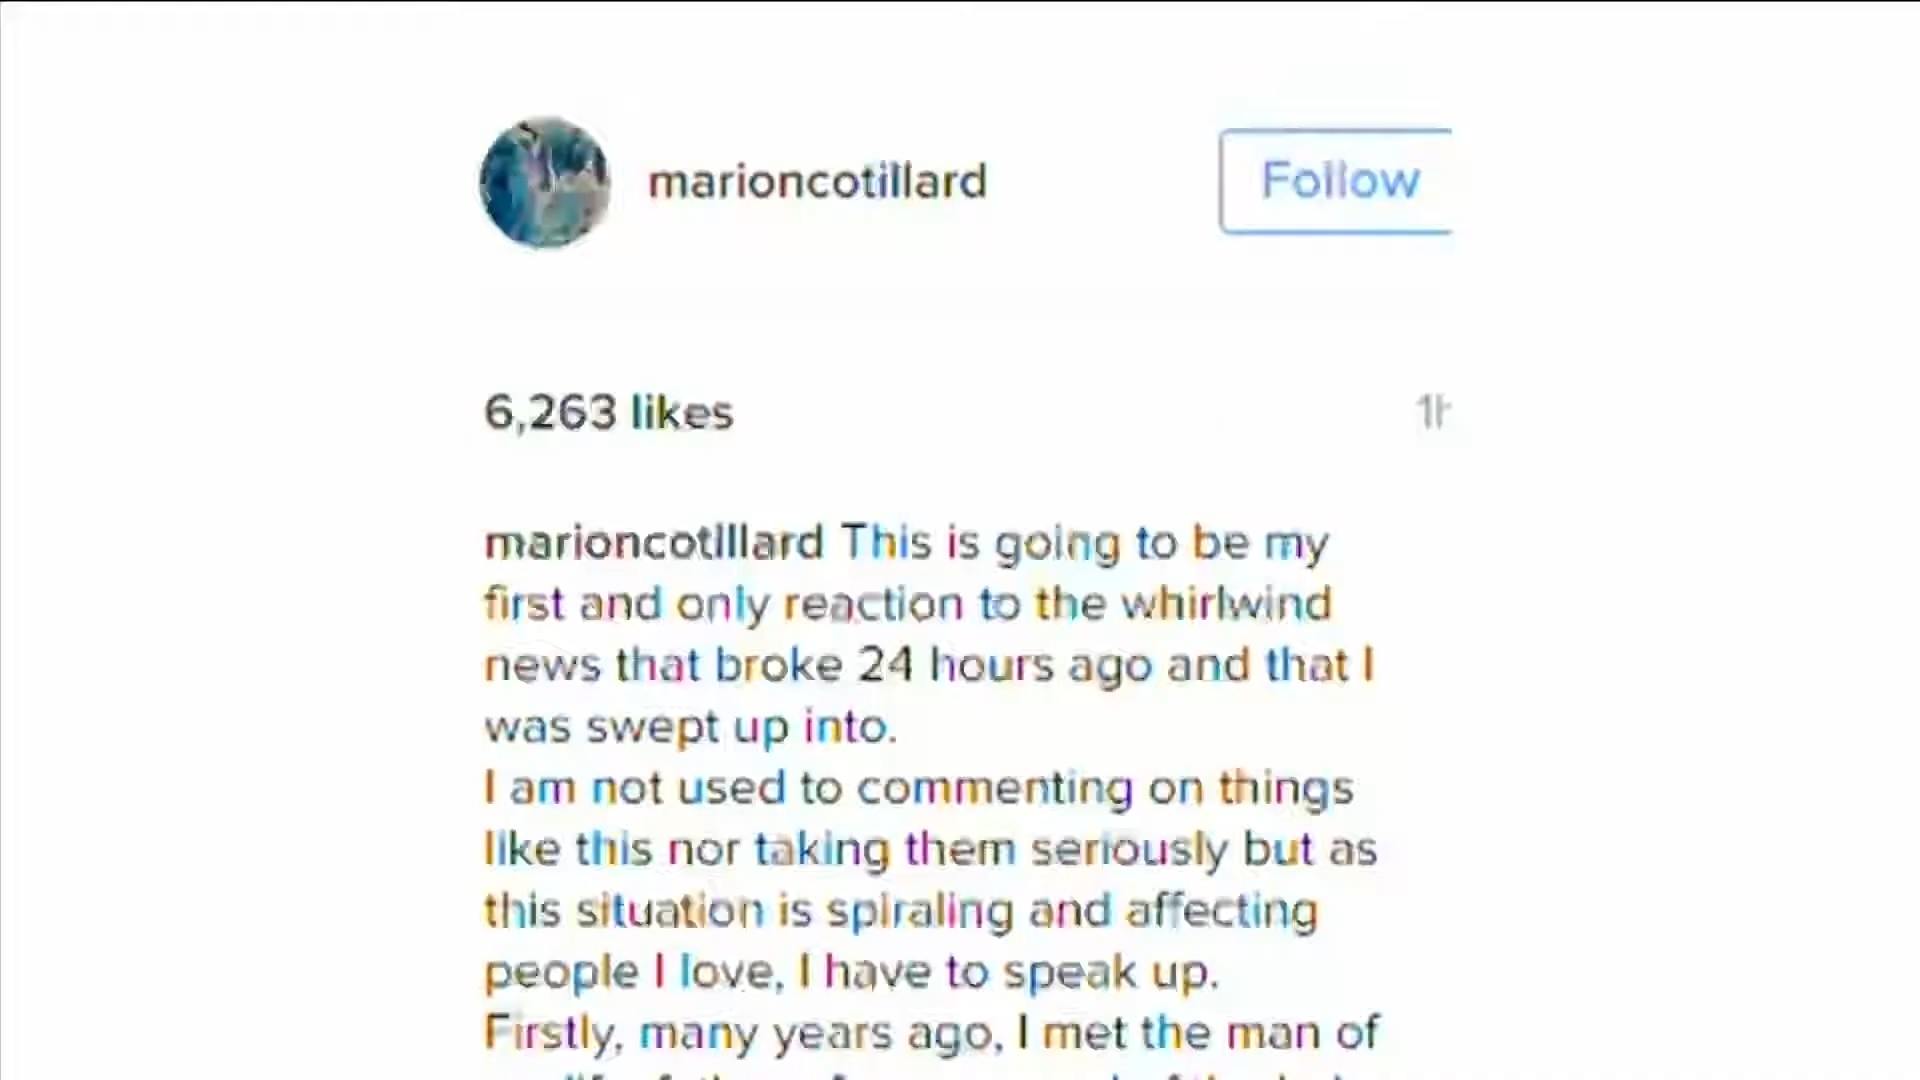 marioncotillard
Follow
6,263 likes
marioncotillard This is going to be my
first and only reaction to the whirlwind
news that broke 24 hours ago and that I
was swept up into.
I am not used to commenting on things
like this nor taking them seriously but as
this situation is spiraling and affecting
people I love, I have to speak up.
Firstly, many years ago, I met the man of